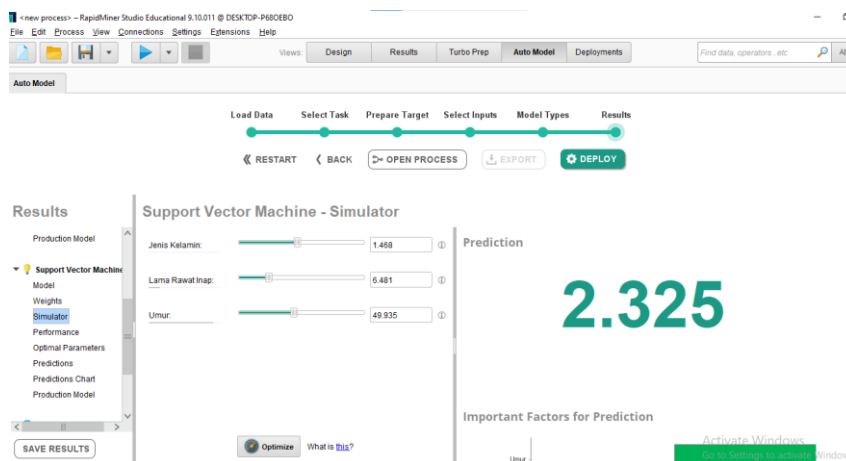 <new process> – RapidMiner Studio Educational 9.10.011 @ DESKTOP-P68OEBO
File Edit Process View Connections Settings Extensions Help
Views: Design Results Turbo Prep Auto Model Deployments Find data, operators...etc All
Auto Model
Load Data Select Task Prepare Target Select Inputs Model Types Results
RESTART BACK OPEN PROCESS EXPORT DEPLOY
Results
Production Model
Support Vector Machine
Model
Weights
Simulator
Performance
Optimal Parameters
Predictions
Predictions Chart
Production Model
SAVE RESULTS
Support Vector Machine - Simulator
Jenis Kelamin: 1.468
Lama Rawat Inap: 6.481
Umur: 49.935
Optimize What is this?
Prediction
2.325
Important Factors for Prediction
Umur
Activate Windows
Go to Settings to activate Windows